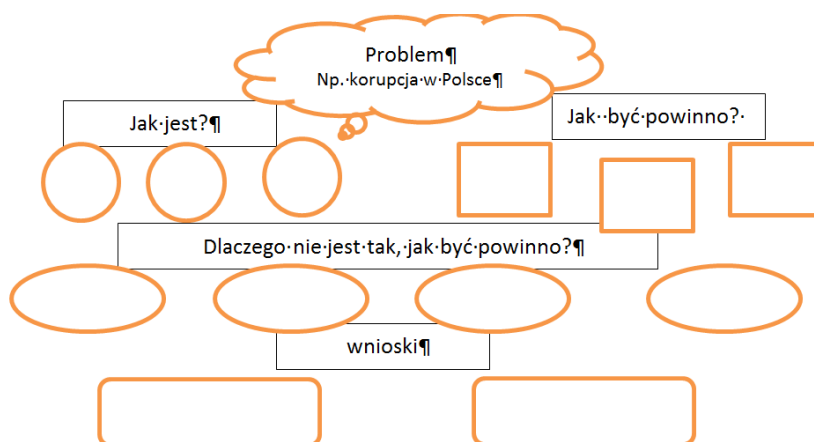 Problem¶
Np.·korupcja·w·Polsce¶
Jak·jest?¶
Jak··być·powinno?·
Dlaczego·nie·jest·tak,·jak·być·powinno?¶
wnioski¶